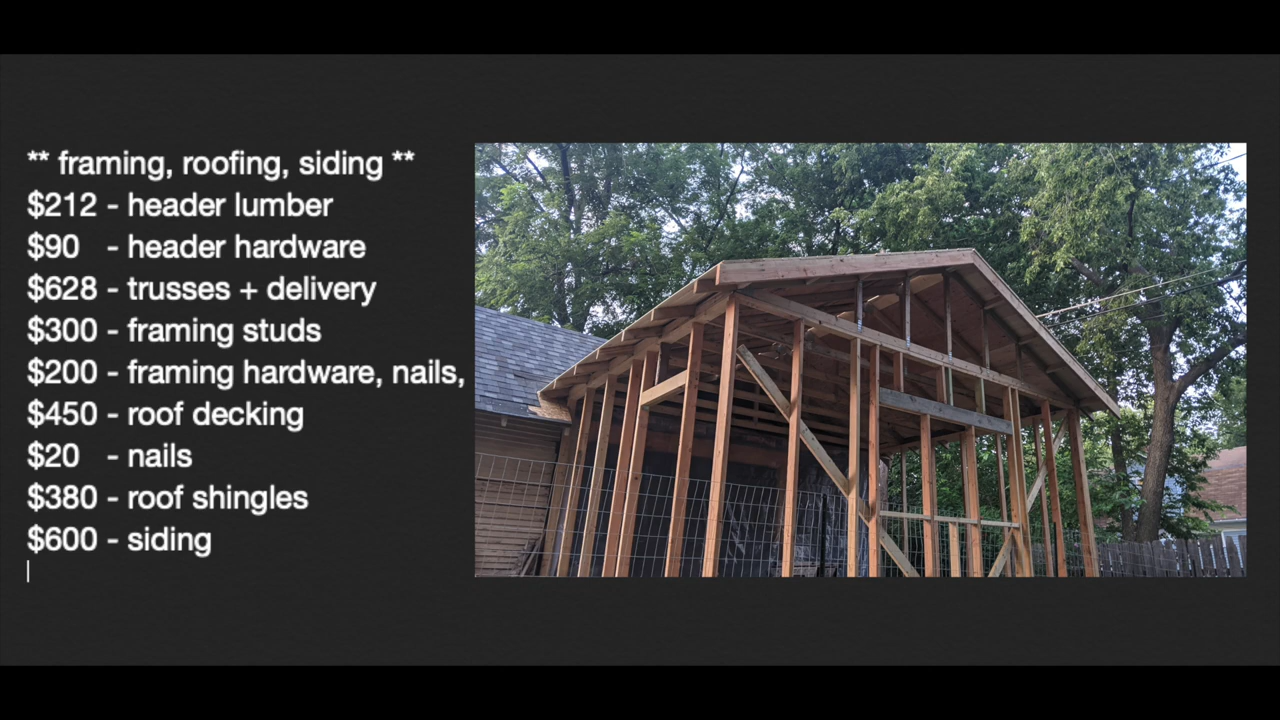 ** framing, roofing, siding **
$212 - header lumber
$90 - header hardware
$628 - trusses + delivery
$300 - framing studs
$200 - framing hardware, nails,
$450 - roof decking
$20 - nails
$380 - roof shingles
$600 - siding